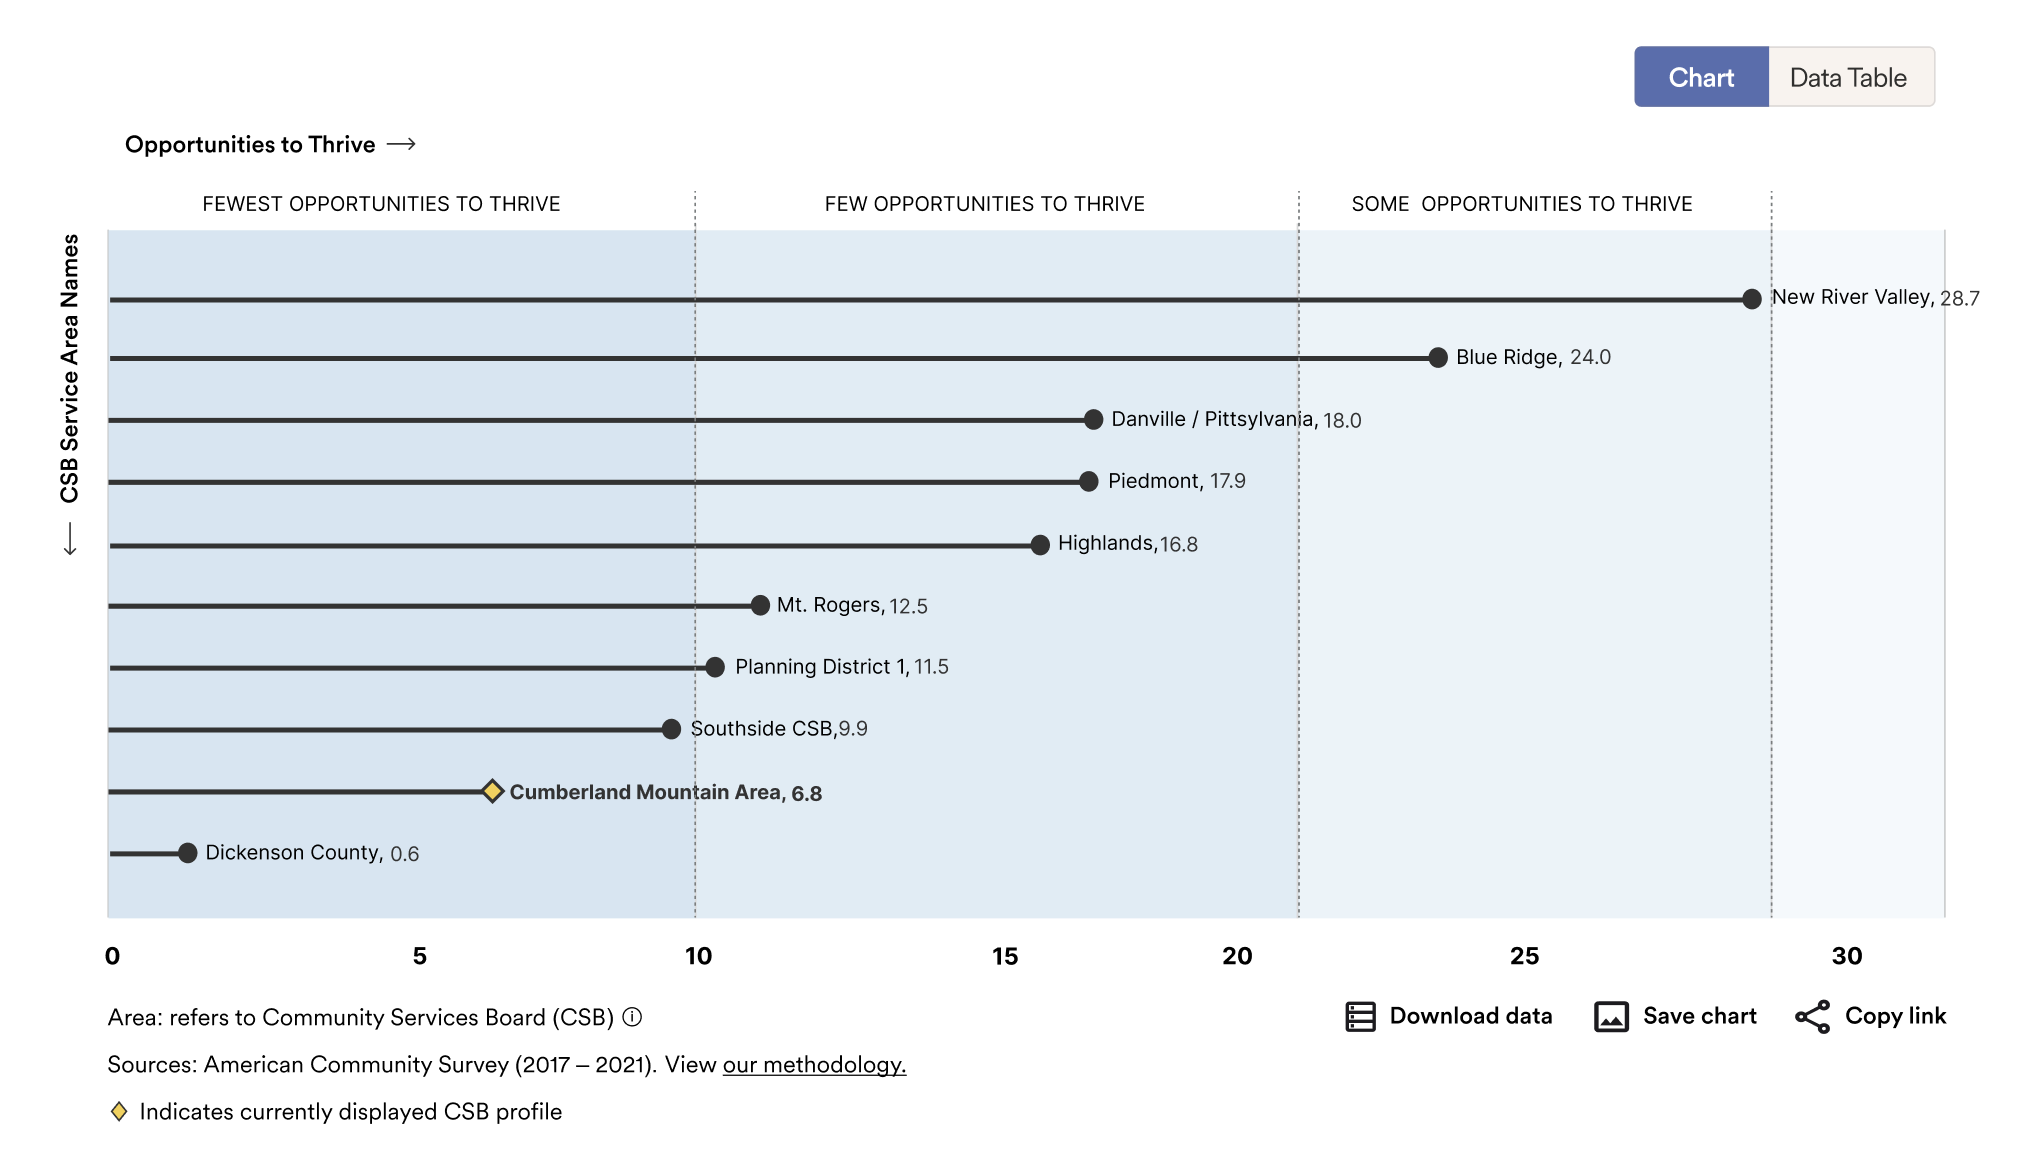 Chart
Data Table
Opportunities to Thrive
FEWEST OPPORTUNITIES TO THRIVE
FEW OPPORTUNITIES TO THRIVE
SOME OPPORTUNITIES TO THRIVE
CSB Service Area Names
New River Valley, 28.7
Blue Ridge, 24.0
Danville / Pittsylvania, 18.0
Piedmont, 17.9
Highlands,16.8
Mt. Rogers, 12.5
Planning District 1, 11.5
Southside CSB,9.9
Cumberland Mountain Area, 6.8
Dickenson County, 0.6
0 5 10 15 20 25 30
Area: refers to Community Services Board (CSB)
Download data
Save chart
Copy link
Sources: American Community Survey (2017 – 2021). View our methodology.
Indicates currently displayed CSB profile